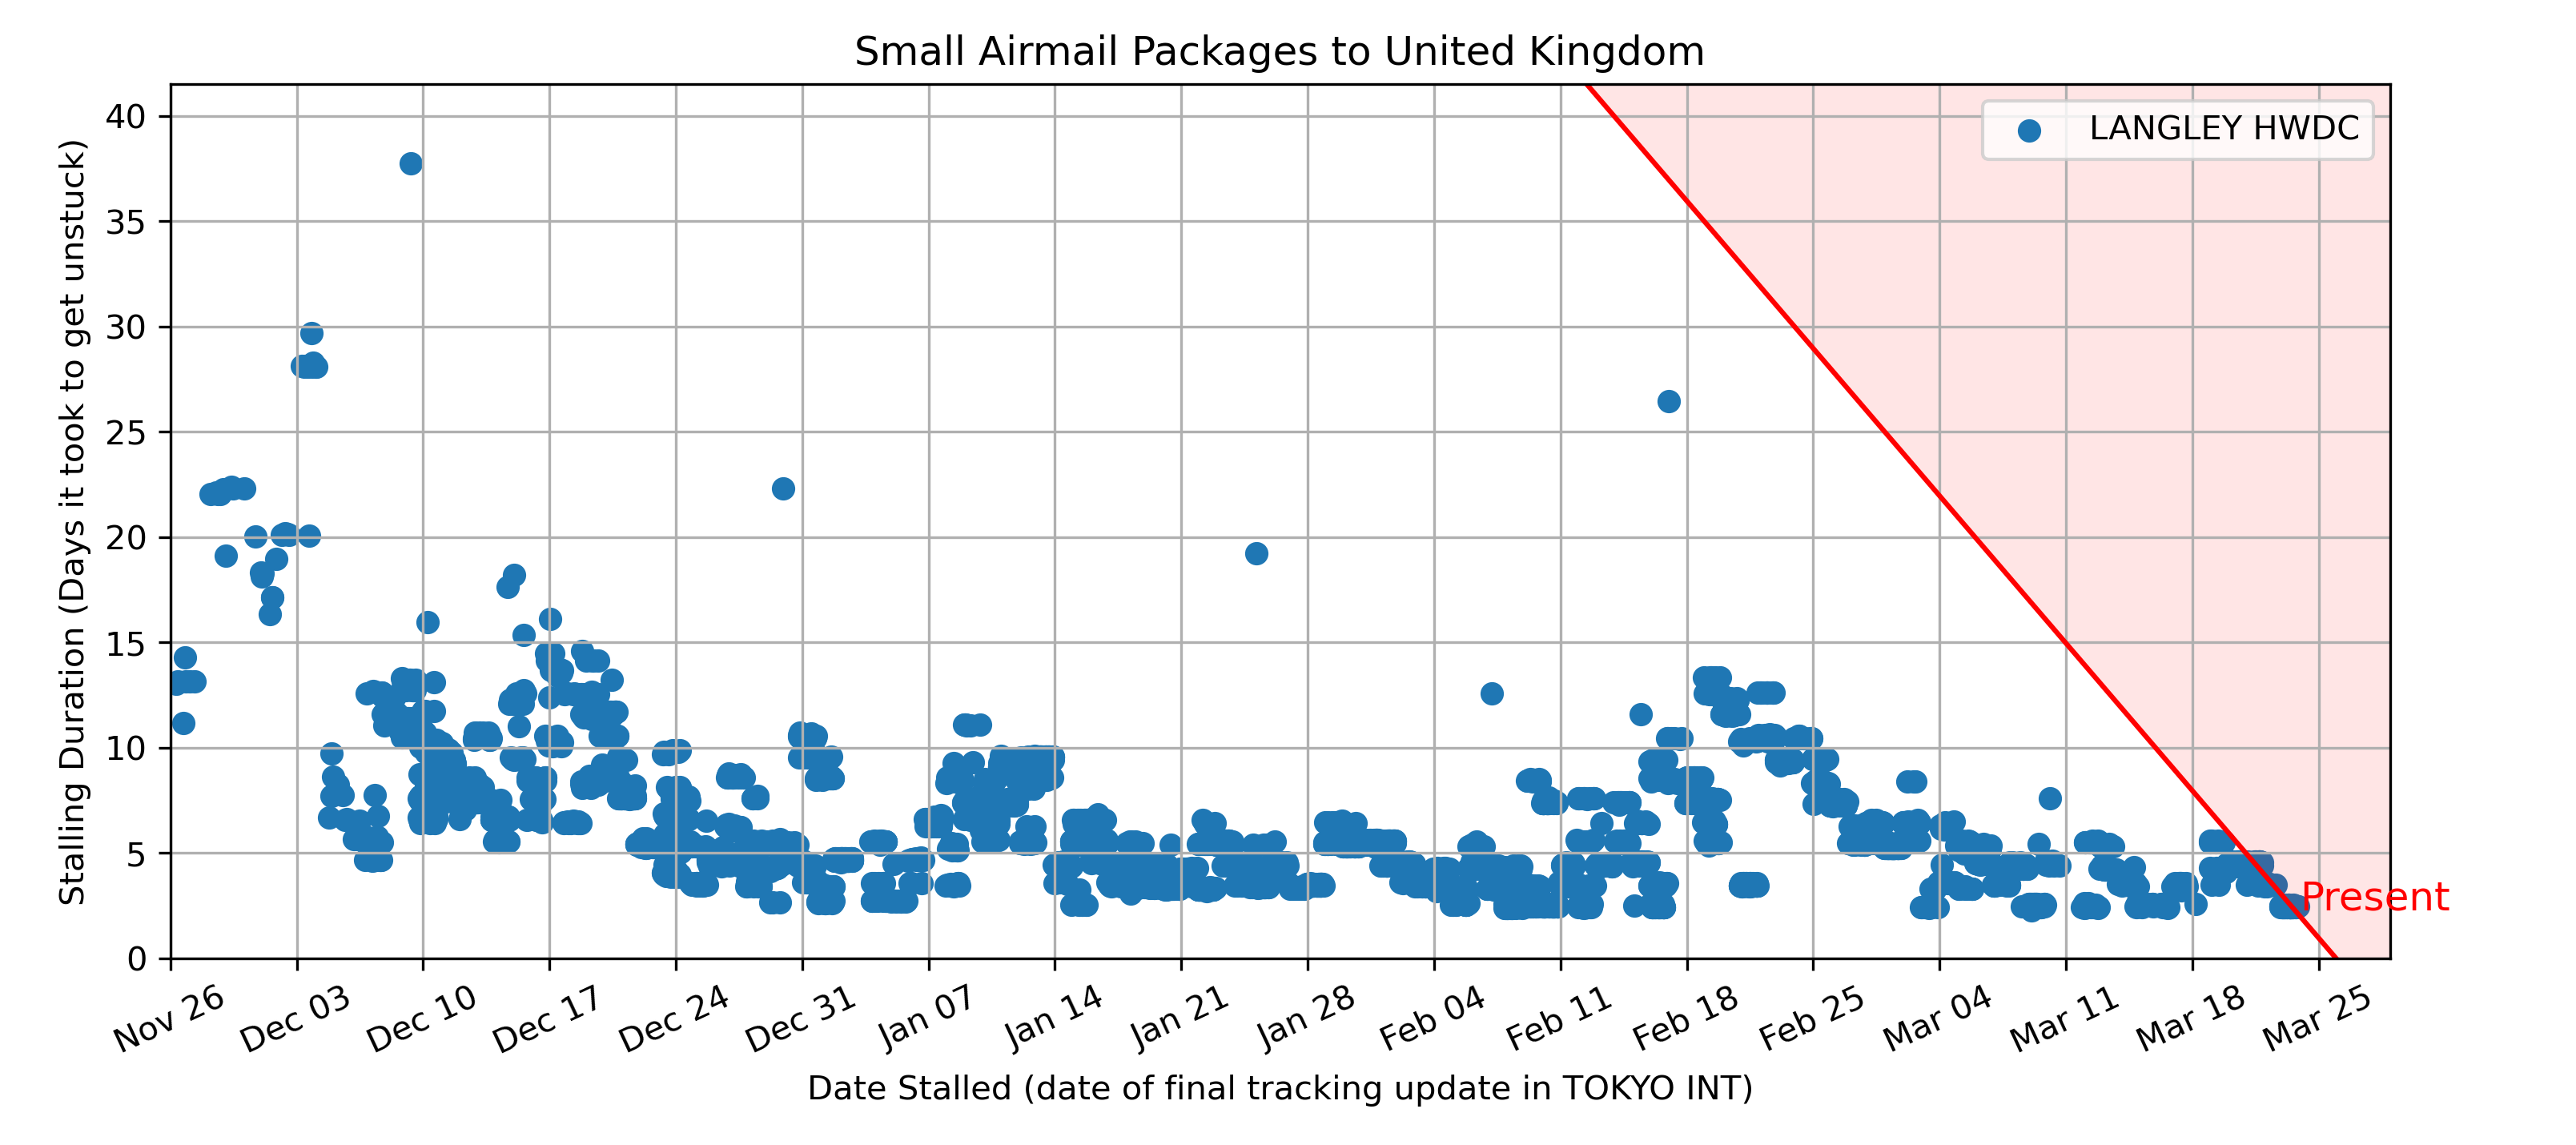 Small Airmail Packages to United Kingdom
LANGLEY HWDC
Stalling Duration (Days it took to get unstuck)
40
35
30
25
20
15
10
5
0
Present
Nov 26
Dec 03
Dec 10
Dec 17
Dec 24
Dec 31
Jan 07
Jan 14
Jan 21
Jan 28
Feb 04
Feb 11
Feb 18
Feb 25
Mar 04
Mar 11
Mar 18
Mar 25
Date Stalled (date of final tracking update in TOKYO INT)